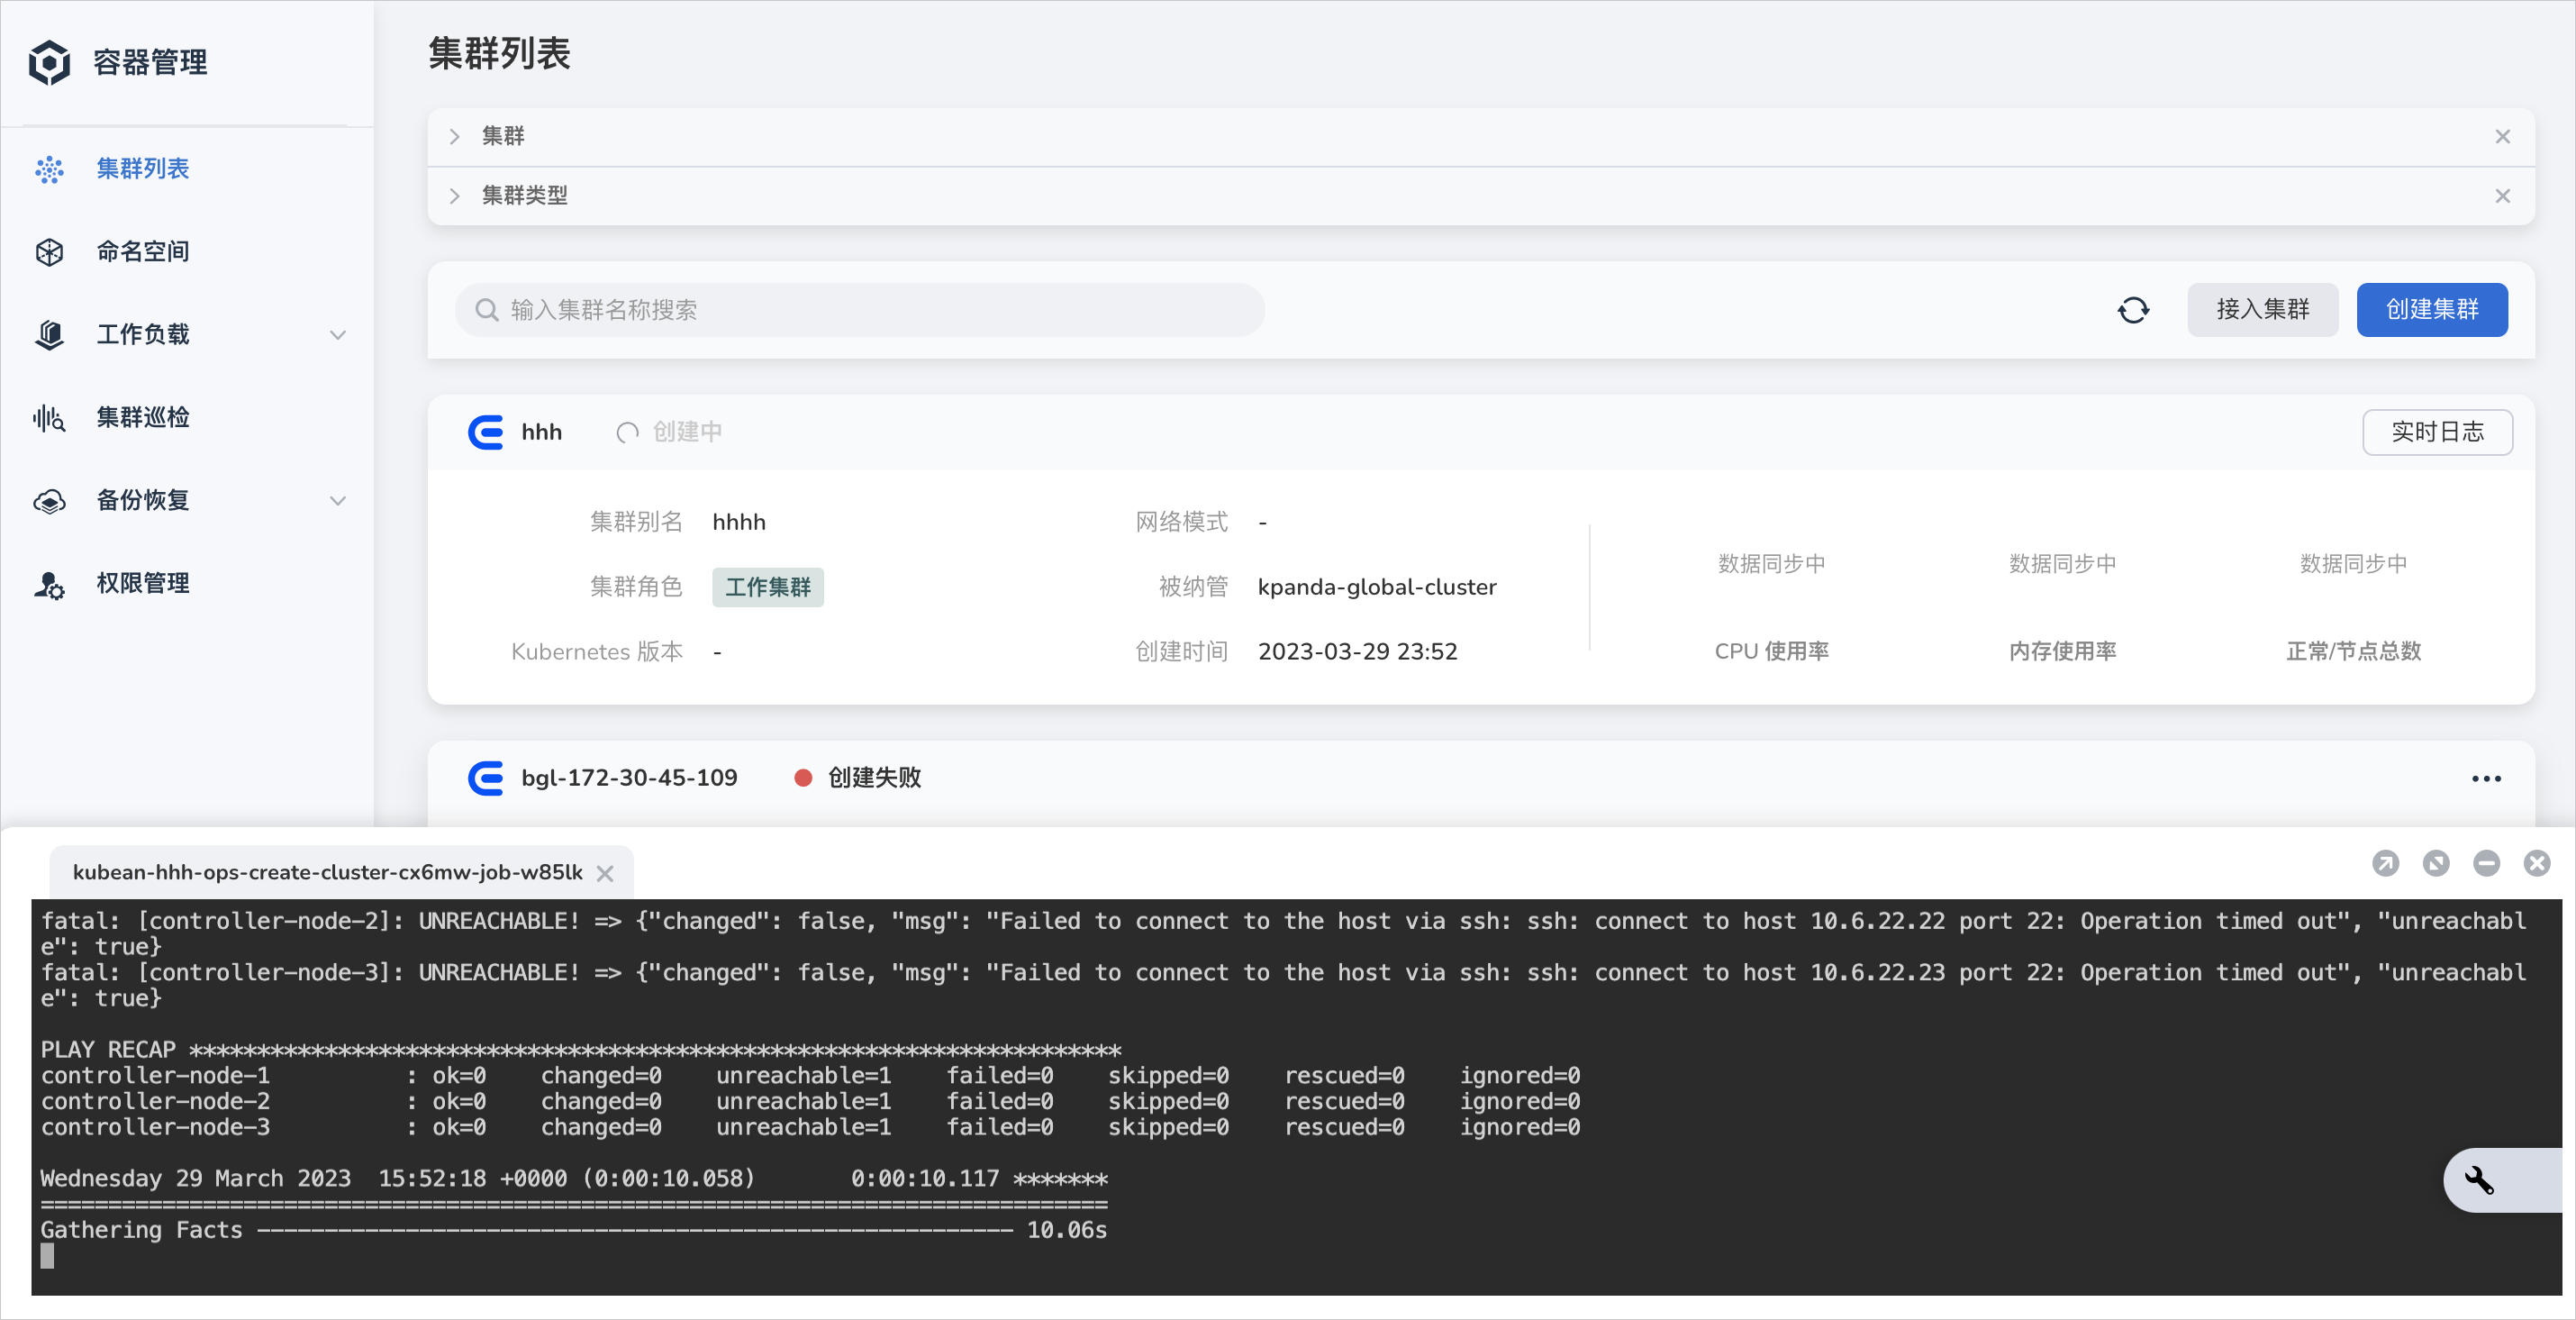 容器管理
集群列表
命名空间
工作负载
集群巡检
备份恢复
权限管理
集群列表
集群
集群类型
输入集群名称搜索
接入集群
创建集群
hhh 创建中
实时日志
集群别名 hhhh
网络模式 -
集群角色 工作集群
被纳管 kpanda-global-cluster
Kubernetes 版本 -
创建时间 2023-03-29 23:52
数据同步中 数据同步中 数据同步中
CPU 使用率 内存使用率 正常/节点总数
bgl-172-30-45-109 创建失败
kubean-hhh-ops-create-cluster-cx6mw-job-w85lk
fatal: [controller-node-2]: UNREACHABLE! => {"changed": false, "msg": "Failed to connect to the host via ssh: ssh: connect to host 10.6.22.22 port 22: Operation timed out", "unreachabl
e": true}
fatal: [controller-node-3]: UNREACHABLE! => {"changed": false, "msg": "Failed to connect to the host via ssh: ssh: connect to host 10.6.22.23 port 22: Operation timed out", "unreachabl
e": true}
PLAY RECAP *********************************************************************
controller-node-1 : ok=0 changed=0 unreachable=1 failed=0 skipped=0 rescued=0 ignored=0
controller-node-2 : ok=0 changed=0 unreachable=1 failed=0 skipped=0 rescued=0 ignored=0
controller-node-3 : ok=0 changed=0 unreachable=1 failed=0 skipped=0 rescued=0 ignored=0
Wednesday 29 March 2023 15:52:18 +0000 (0:00:10.058) 0:00:10.117 *******
===============================================================================
Gathering Facts -------------------------------------------------------- 10.06s